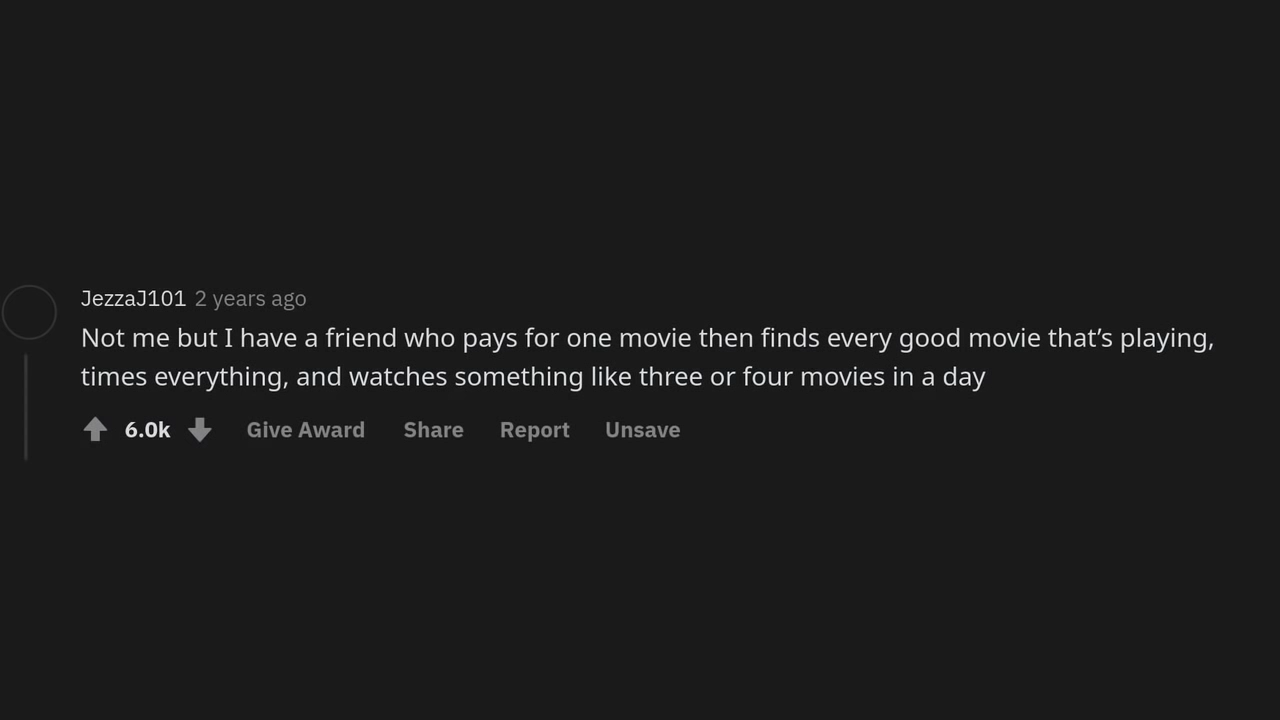 JezzaJ101 2 years ago
Not me but I have a friend who pays for one movie then finds every good movie that’s playing,
times everything, and watches something like three or four movies in a day
6.0k Give Award Share Report Unsave